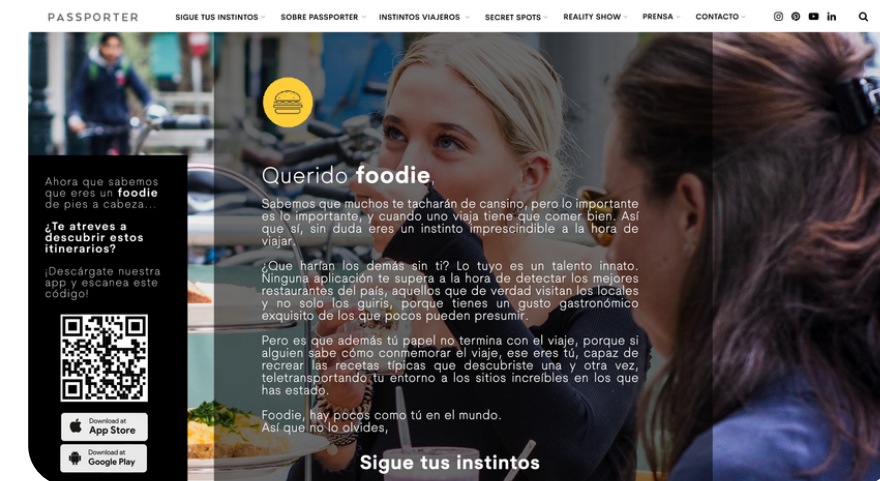 PASSPORTER
SIGUE TUS INSTINTOS
SOBRE PASSPORTER
INSTINTOS VIAJEROS
SECRET SPOTS
REALITY SHOW
PRENSA
CONTACTO
Querido foodie
Sabemos que muchos te tacharán de cansino, pero lo importante
es lo importante, y cuando uno viaja tiene que comer bien. Así
que sí, sin duda eres un instinto imprescindible a la hora de
viajar.
¿Que harían los demás sin ti? Lo tuyo es un talento innato.
Ninguna aplicación te supera a la hora de detectar los mejores
restaurantes del país, aquellos que de verdad visitan los locales
y no solo los guiris, porque tienes un gusto gastronómico
exquisito de los que pocos pueden presumir.
Pero es que además tú papel no termina con el viaje, porque si
alguien sabe cómo conmemorar el viaje, ese eres tú, capaz de
recrear las recetas típicas que descubriste una y otra vez,
teletransportando tu entorno a los sitios increíbles en los que
has estado.
Foodie, hay pocos como tú en el mundo.
Así que no lo olvides,
Sigue tus instintos
Ahora que sabemos
que eres un foodie
de pies a cabeza...
¿Te atreves a
descubrir estos
itinerarios?
¡Descárgate nuestra
app y escanea este
código!
Download at
App Store
Download at
Google Play